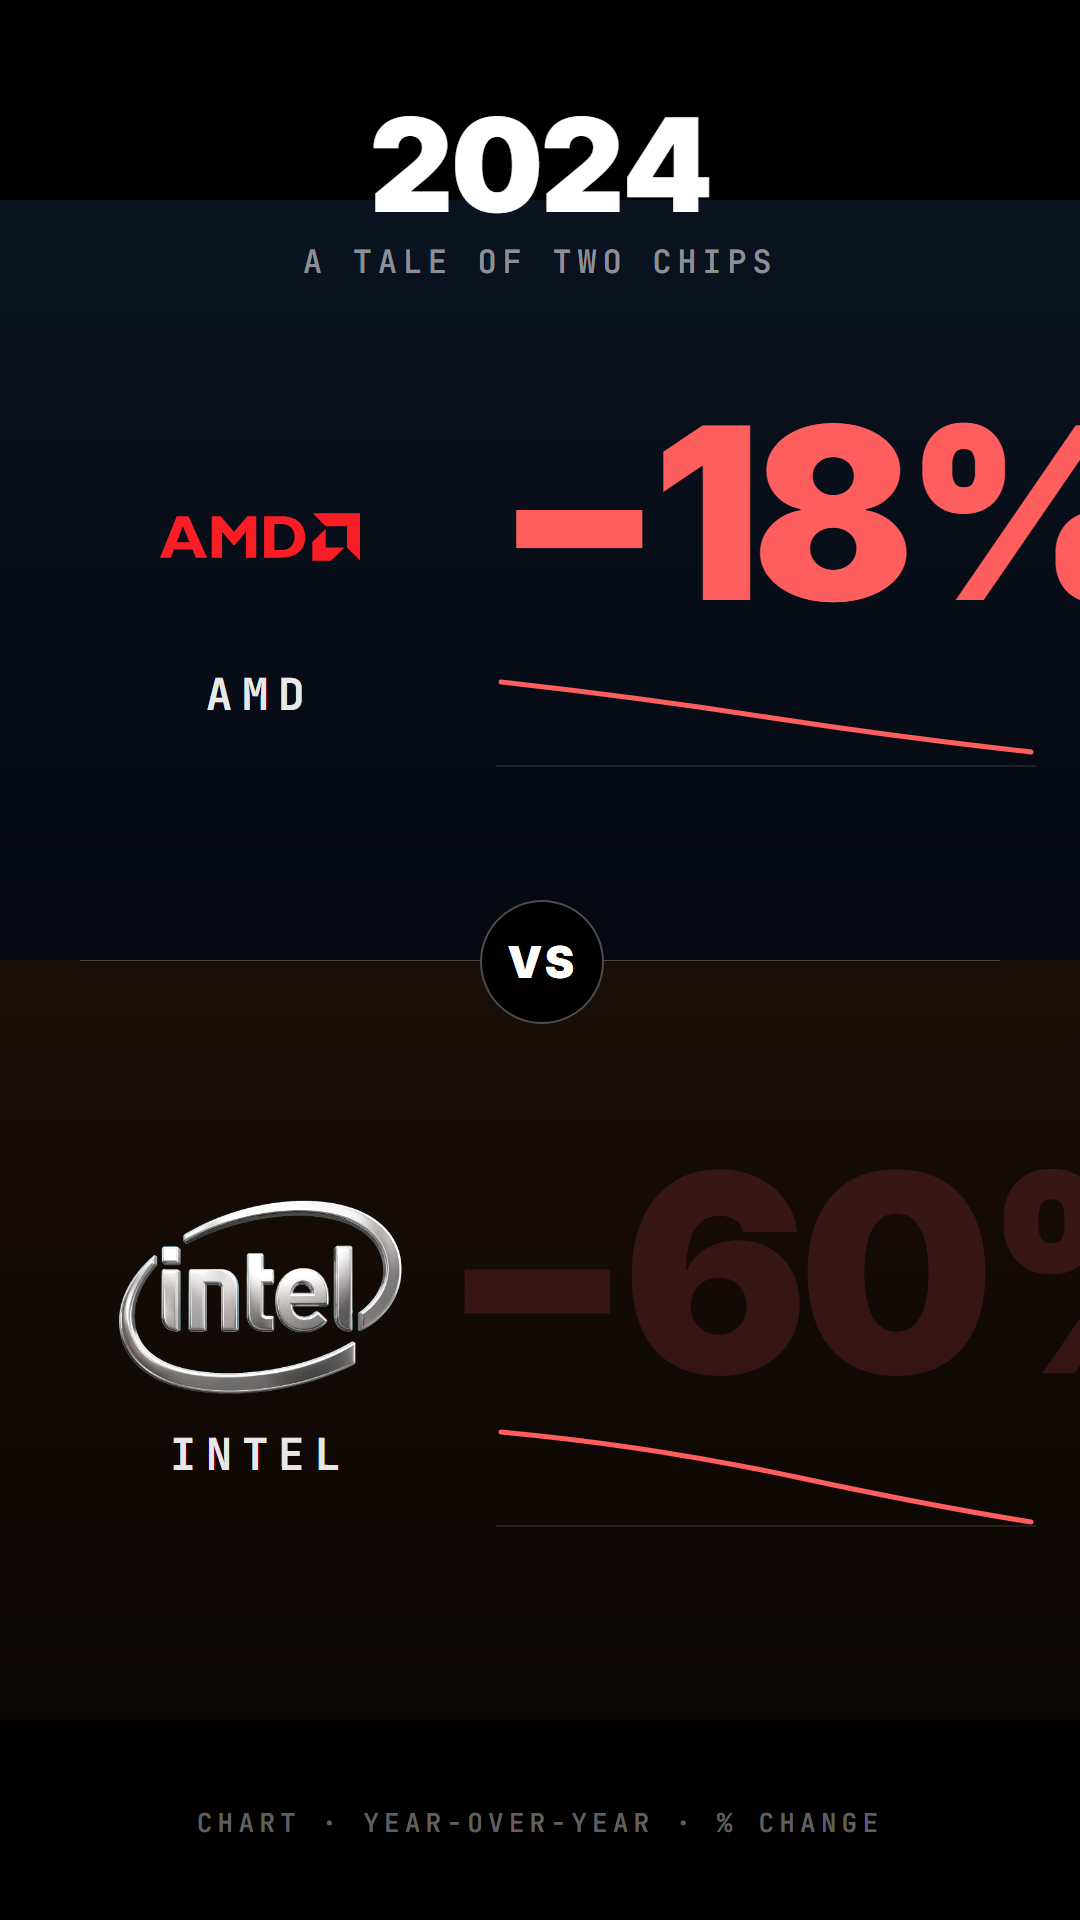 2024
A TALE OF TWO CHIPS
AMD
−18%
AMD
VS
intel
−60%
INTEL
CHART · YEAR-OVER-YEAR · % CHANGE